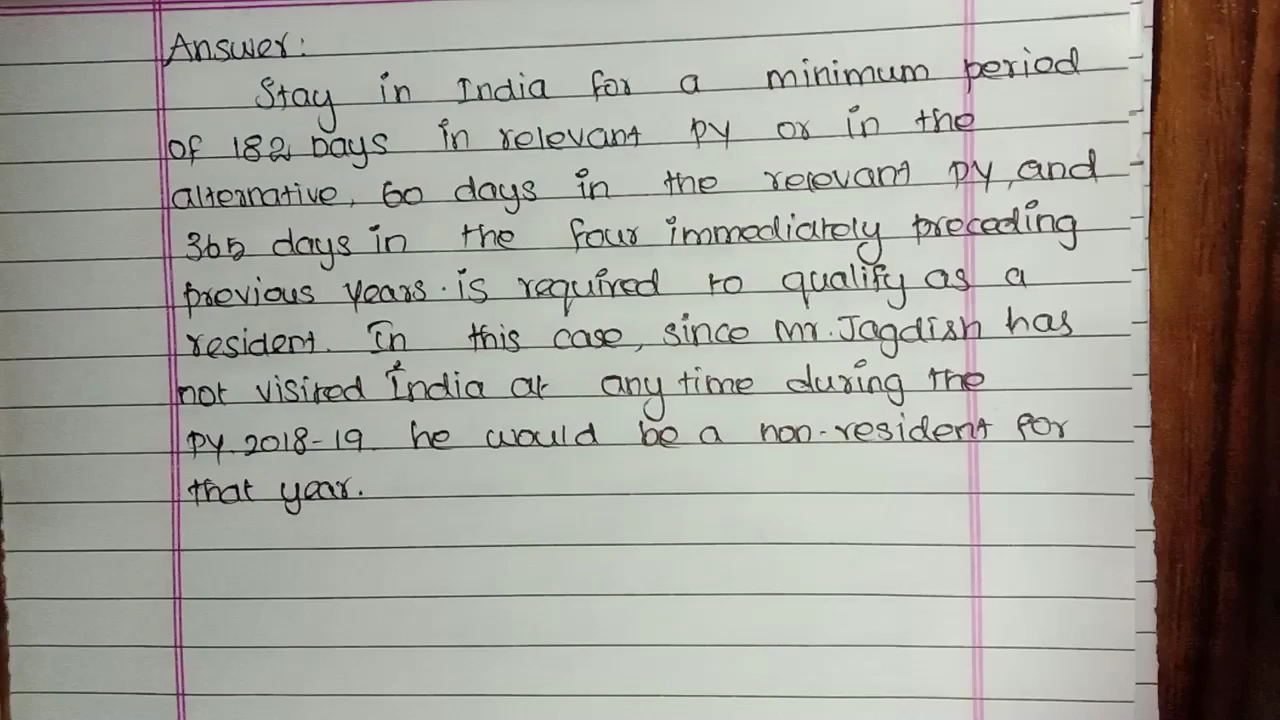 Answer:
Stay in India for a minimum period
of 182 Days in relevant PY or in the
alternative, 60 days in the relevant PY, and
365 days in the four immediately preceding
previous years. is required to qualify as a
resident. In this case, since Mr. Jagdish has
not visited India at any time during the
PY. 2018-19 he would be a non-resident for
that year.